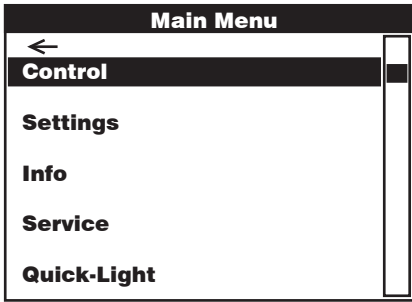 Main Menu
Control
Settings
Info
Service
Quick-Light